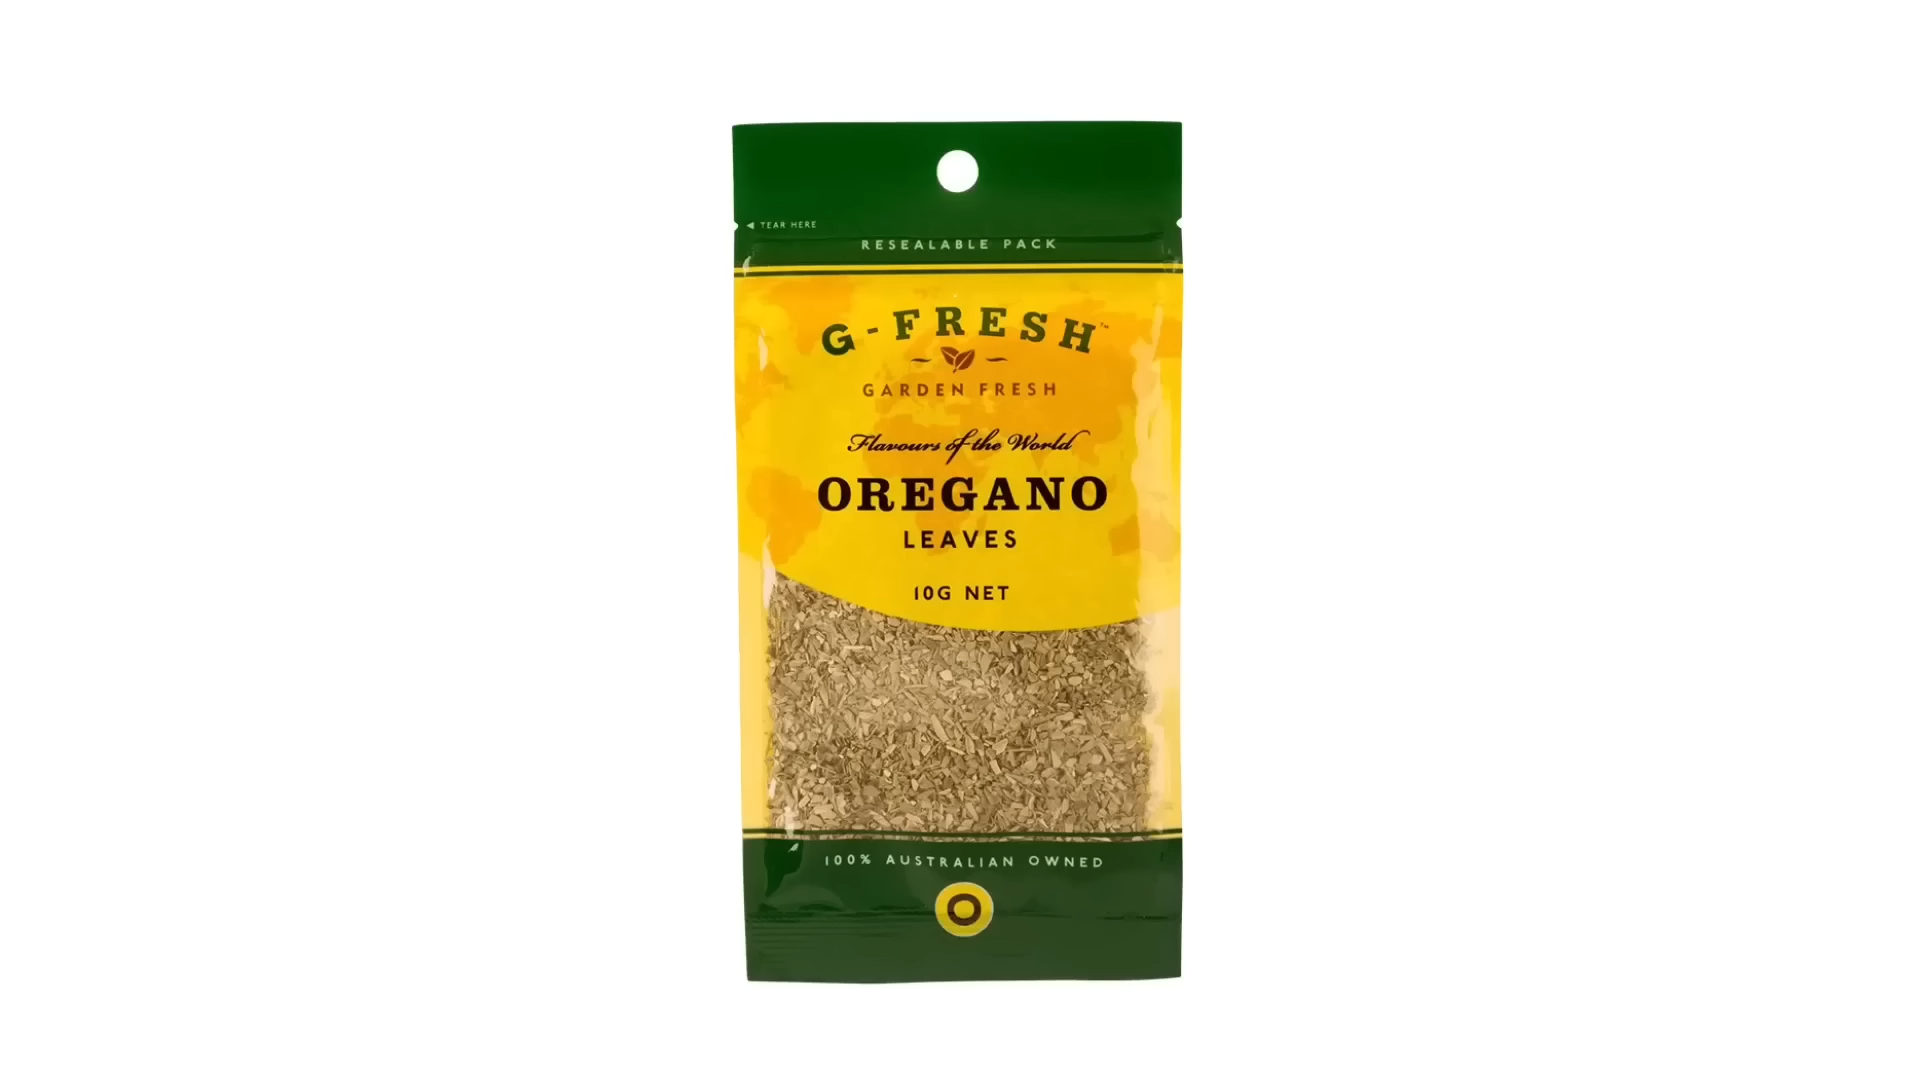 ◄ TEAR HERE
RESEALABLE PACK
G-FRESH™
GARDEN FRESH
Flavours of the World
OREGANO
LEAVES
10G NET
100% AUSTRALIAN OWNED
O